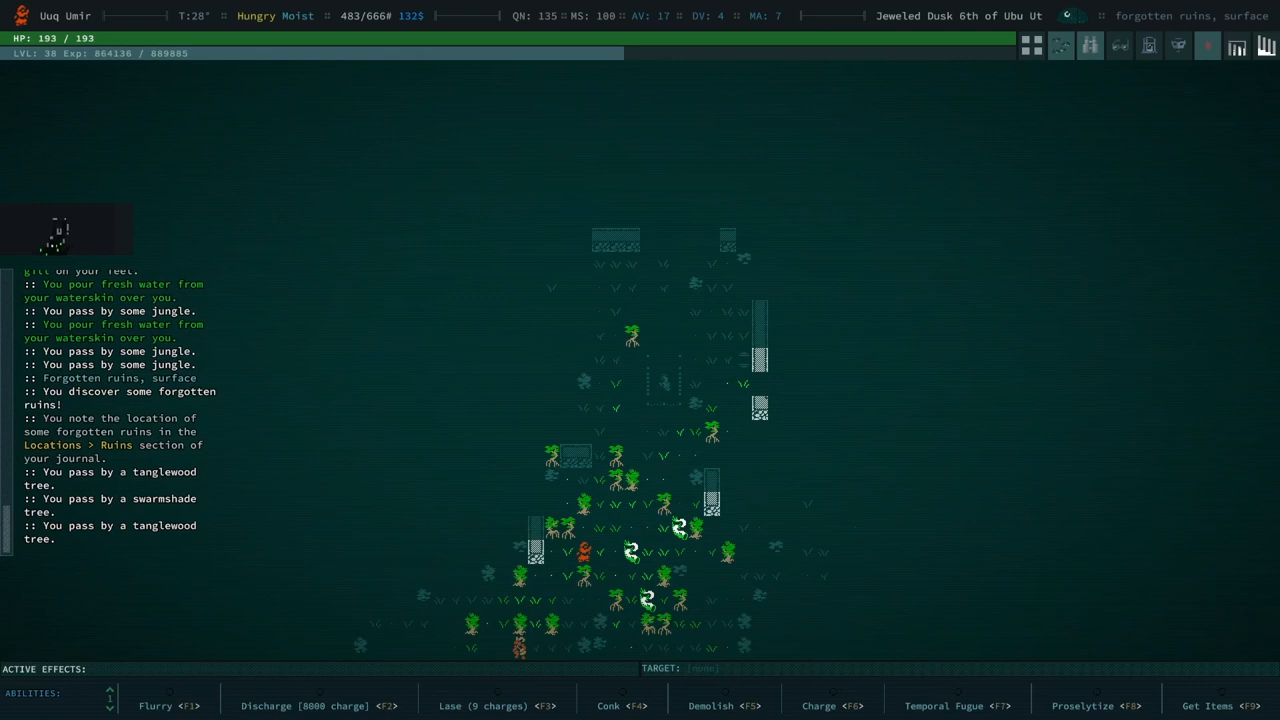 Uuq Umir T:28° :: Hungry Moist :: 483/666# 132$ QN: 135 :: MS: 100 :: AV: 17 :: DV: 4 :: MA: 7 Jeweled Dusk 6th of Ubu Ut :: forgotten ruins, surface
HP: 193 / 193
LVL: 38 Exp: 864136 / 889885
gill on your feet.
:: You pour fresh water from
your waterskin over you.
:: You pass by some jungle.
:: You pour fresh water from
your waterskin over you.
:: You pass by some jungle.
:: You pass by some jungle.
:: Forgotten ruins, surface
:: You discover some forgotten
ruins!
:: You note the location of
some forgotten ruins in the
Locations > Ruins section of
your journal.
:: You pass by a tanglewood
tree.
:: You pass by a swarmshade
tree.
:: You pass by a tanglewood
tree.
ACTIVE EFFECTS: TARGET: [none]
ABILITIES: 1 Flurry <F1> Discharge [8000 charge] <F2> Lase (9 charges) <F3> Conk <F4> Demolish <F5> Charge <F6> Temporal Fugue <F7> Proselytize <F8> Get Items <F9>